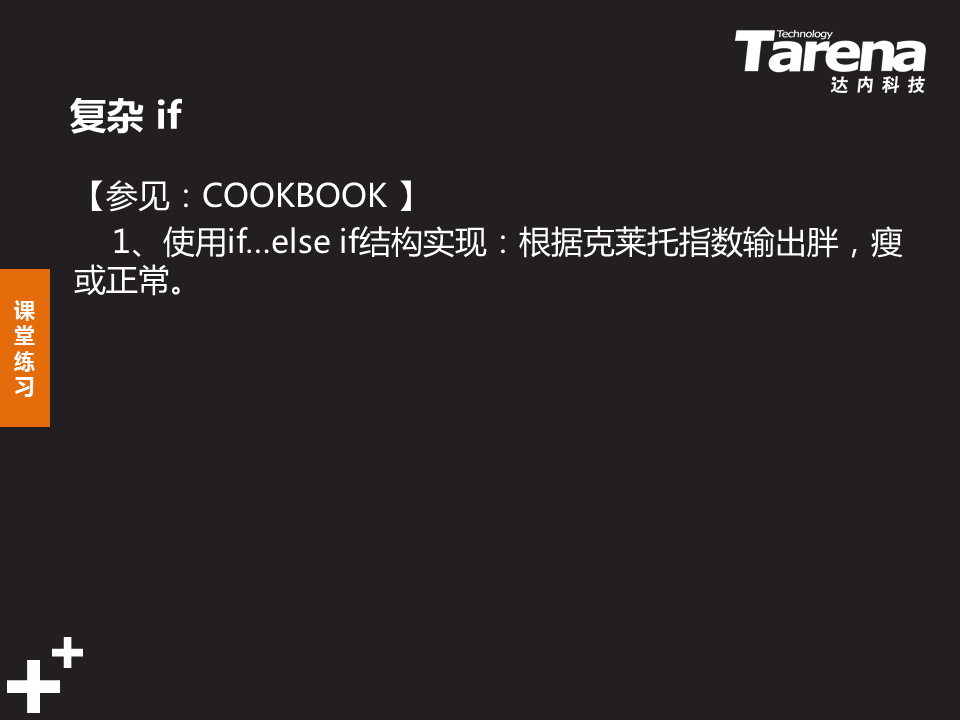 Technology
Tarena
达内科技
复杂 if
【参见：COOKBOOK 】
1、使用if…else if结构实现：根据克莱托指数输出胖，瘦
或正常。
课
堂
练
习